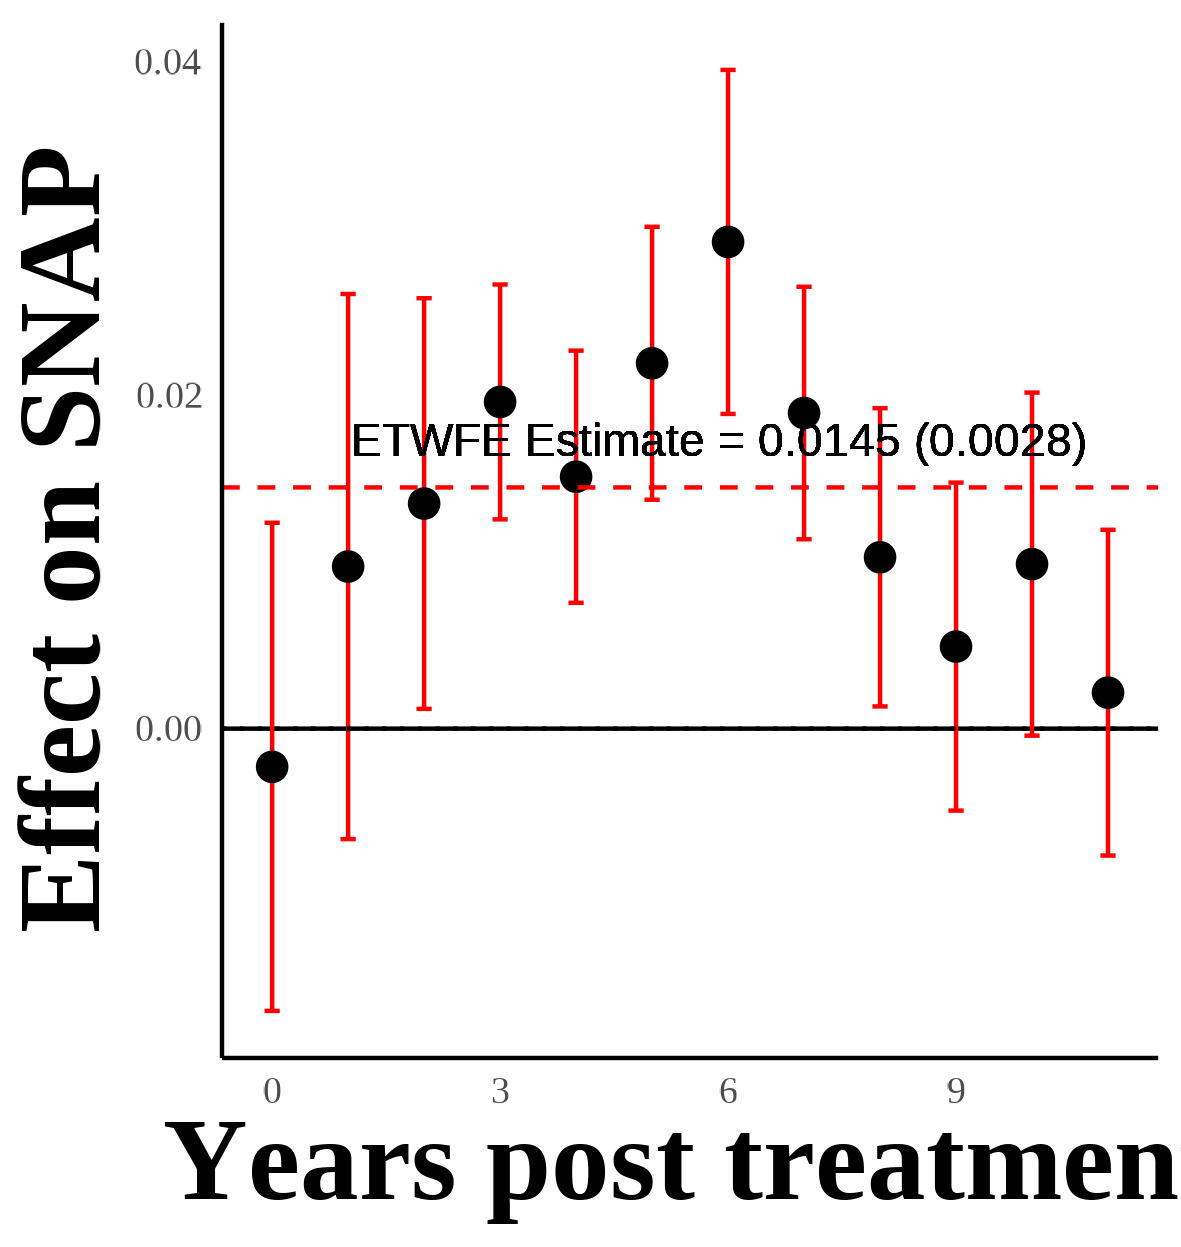 Effect on SNAP
0.04
0.02
0.00
ETWFE Estimate = 0.0145 (0.0028)
0 3 6 9
Years post treatmen